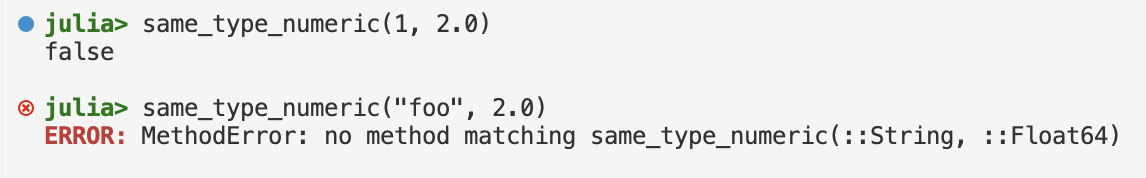 julia> same_type_numeric(1, 2.0)
false
julia> same_type_numeric("foo", 2.0)
ERROR: MethodError: no method matching same_type_numeric(::String, ::Float64)